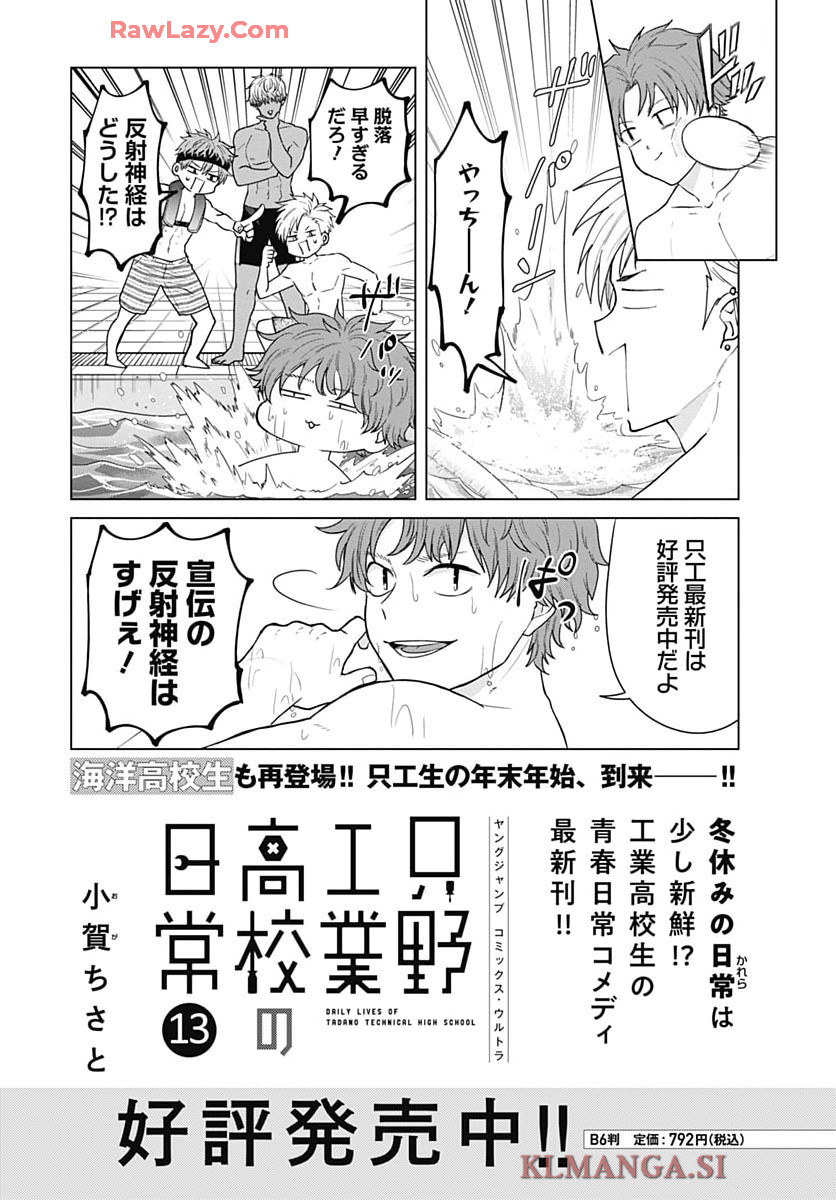 RawLazy.Com
やっちーん!
脱落
早すぎる
だろ!
反射神経は
どうした!?
ザバ
只工最新刊は
好評発売中だよ
ぱっ
宣伝の
反射神経は
すげえ!
海洋高校生も再登場!! 只工生の年末年始、到来――!!
冬休みの日常は
かれら
少し新鮮!?
工業高校生の
青春日常コメディ
最新刊!!
ヤングジャンプ コミックス・ウルトラ
只野
工業
高校の
日常
13
DAILY LIVES OF
TADANO TECHNICAL HIGH SCHOOL
小賀ちさと
おが
好評発売中!!
B6判 定価:792円(税込)
KLMANGA.SI